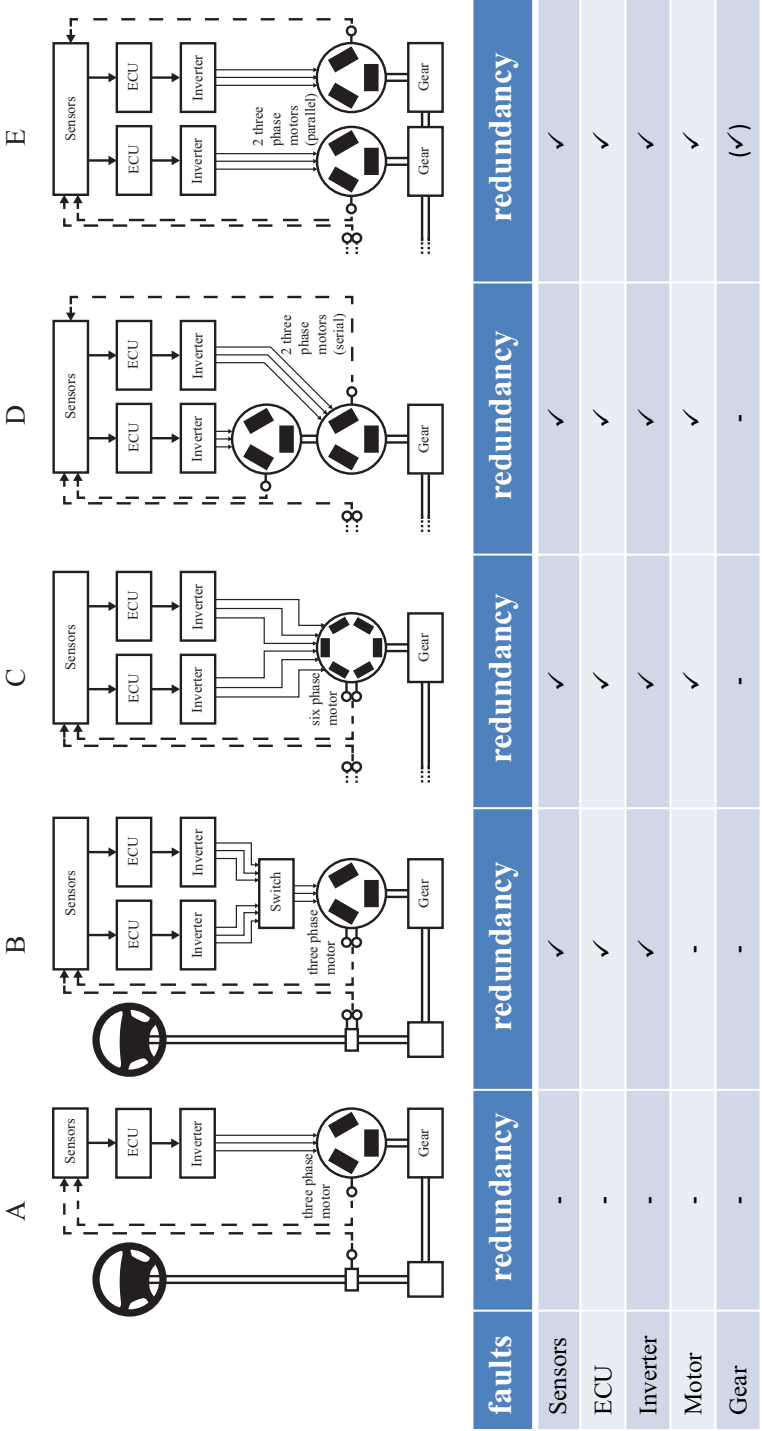 A
Sensors
ECU
Inverter
three phase
motor
Gear
B
Sensors
ECU
ECU
Inverter
Inverter
Switch
three phase
motor
Gear
C
Sensors
ECU
ECU
Inverter
Inverter
six phase
motor
Gear
D
Sensors
ECU
ECU
Inverter
Inverter
2 three
phase
motors
(serial)
Gear
E
Sensors
ECU
ECU
Inverter
Inverter
2 three
phase
motors
(parallel)
Gear
Gear
faults redundancy redundancy redundancy redundancy redundancy
Sensors - ✓ ✓ ✓ ✓
ECU - ✓ ✓ ✓ ✓
Inverter - ✓ ✓ ✓ ✓
Motor - - ✓ ✓ ✓
Gear - - - - (✓)